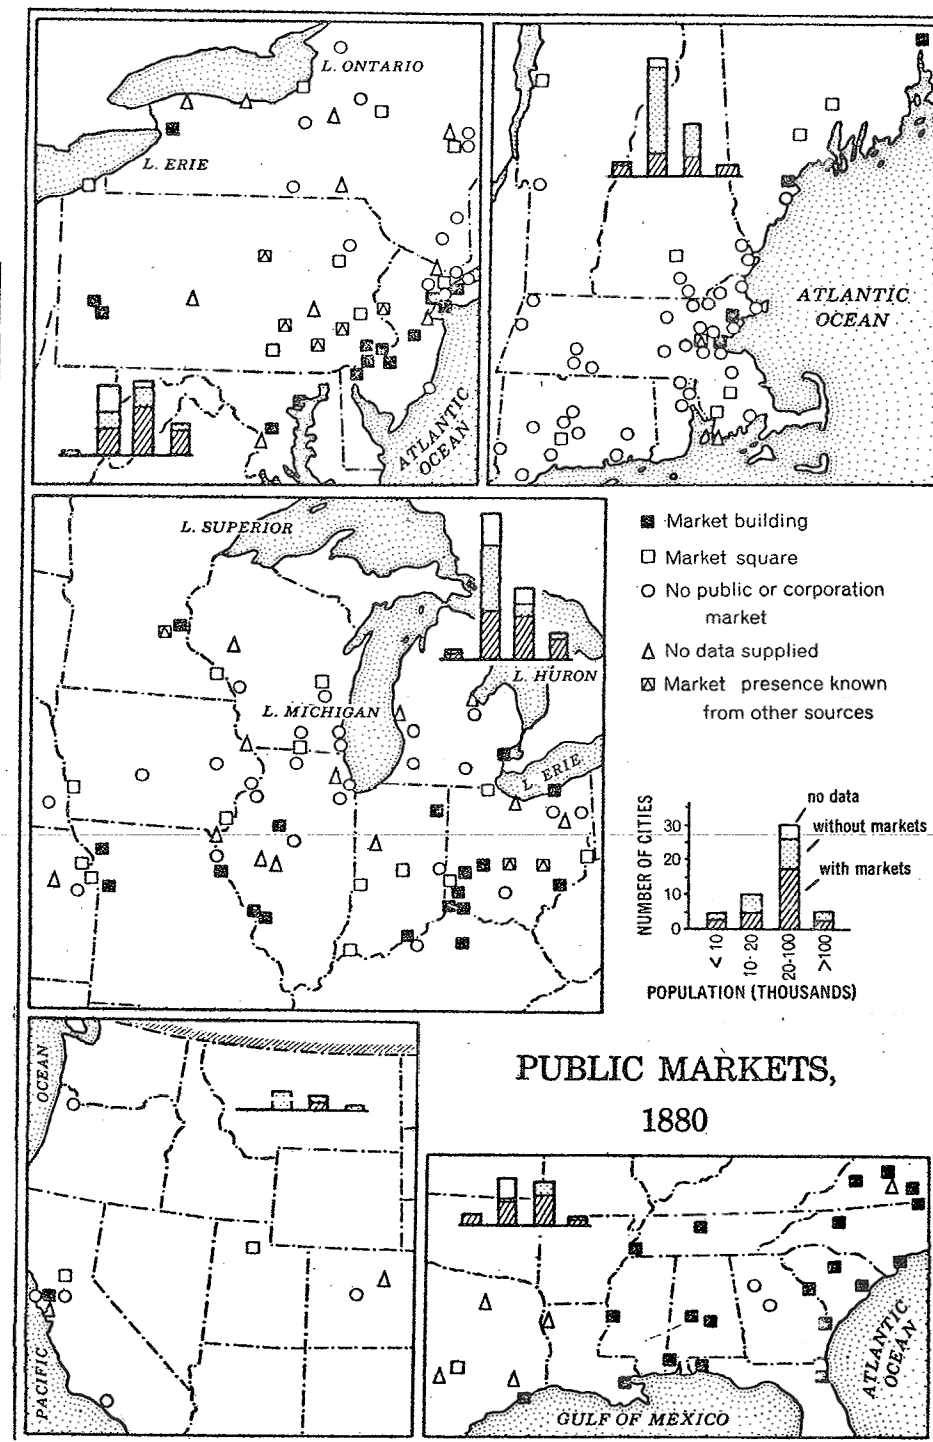 L. ONTARIO
L. ERIE
ATLANTIC
OCEAN
ATLANTIC
OCEAN
L. SUPERIOR
L. HURON
L. MICHIGAN
L. ERIE
Market building
Market square
No public or corporation
market
No data supplied
Market presence known
from other sources
NUMBER OF CITIES
30
20
10
0
no data
without markets
with markets
< 10
10-20
20-100
>100
POPULATION (THOUSANDS)
OCEAN
PACIFIC
PUBLIC MARKETS,
1880
ATLANTIC
OCEAN
GULF OF MEXICO